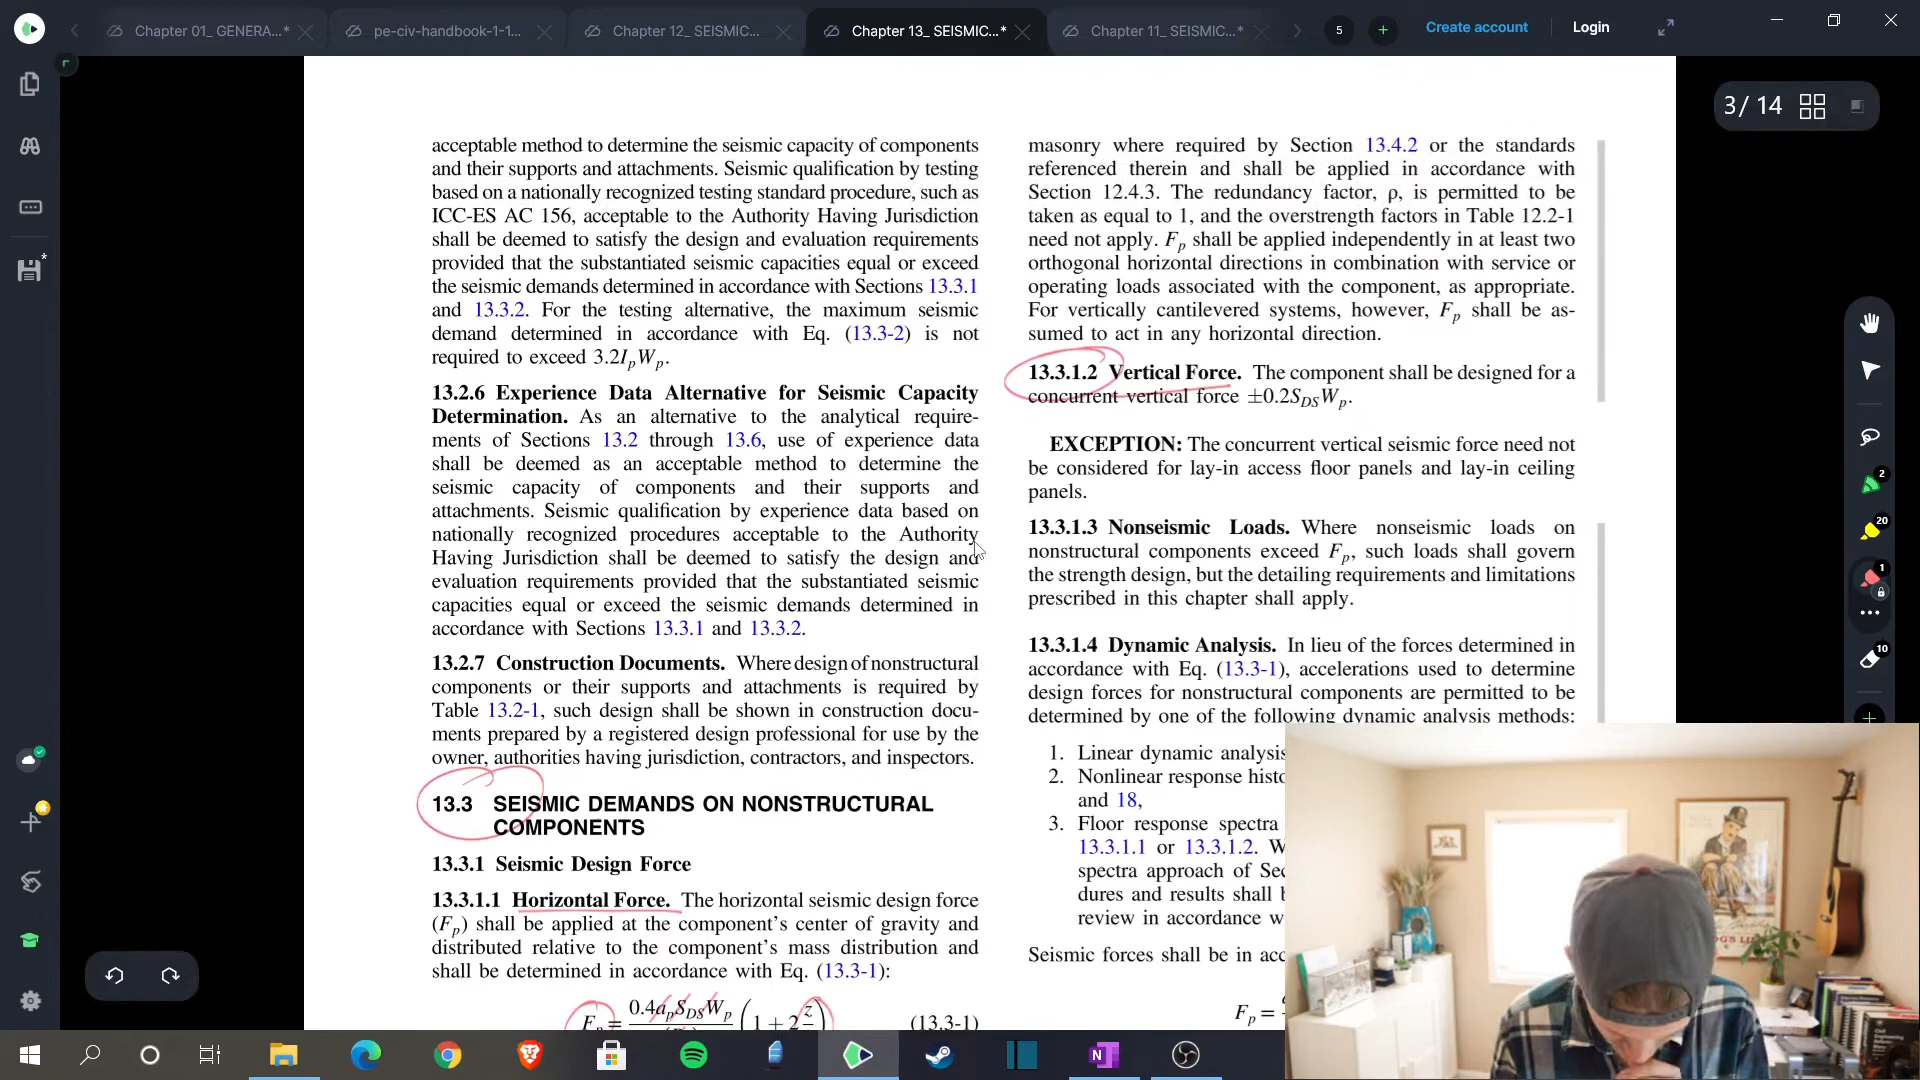 Chapter 01_ GENERA...*
pe-civ-handbook-1-1...
Chapter 12_ SEISMIC...
Chapter 13_ SEISMIC...*
Chapter 11_ SEISMIC...*
5
Create account
Login
3/ 14
acceptable method to determine the seismic capacity of components
and their supports and attachments. Seismic qualification by testing
based on a nationally recognized testing standard procedure, such as
ICC-ES AC 156, acceptable to the Authority Having Jurisdiction
shall be deemed to satisfy the design and evaluation requirements
provided that the substantiated seismic capacities equal or exceed
the seismic demands determined in accordance with Sections 13.3.1
and 13.3.2. For the testing alternative, the maximum seismic
demand determined in accordance with Eq. (13.3-2) is not
required to exceed 3.2IpWp.
13.2.6 Experience Data Alternative for Seismic Capacity
Determination. As an alternative to the analytical require-
ments of Sections 13.2 through 13.6, use of experience data
shall be deemed as an acceptable method to determine the
seismic capacity of components and their supports and
attachments. Seismic qualification by experience data based on
nationally recognized procedures acceptable to the Authority
Having Jurisdiction shall be deemed to satisfy the design and
evaluation requirements provided that the substantiated seismic
capacities equal or exceed the seismic demands determined in
accordance with Sections 13.3.1 and 13.3.2.
13.2.7 Construction Documents. Where design of nonstructural
components or their supports and attachments is required by
Table 13.2-1, such design shall be shown in construction docu-
ments prepared by a registered design professional for use by the
owner, authorities having jurisdiction, contractors, and inspectors.
13.3 SEISMIC DEMANDS ON NONSTRUCTURAL
COMPONENTS
13.3.1 Seismic Design Force
13.3.1.1 Horizontal Force. The horizontal seismic design force
(Fp) shall be applied at the component's center of gravity and
distributed relative to the component's mass distribution and
shall be determined in accordance with Eq. (13.3-1):
Fp = 0.4apSDSWp (1 + 2 z (13.3-1)
masonry where required by Section 13.4.2 or the standards
referenced therein and shall be applied in accordance with
Section 12.4.3. The redundancy factor, ρ, is permitted to be
taken as equal to 1, and the overstrength factors in Table 12.2-1
need not apply. Fp shall be applied independently in at least two
orthogonal horizontal directions in combination with service or
operating loads associated with the component, as appropriate.
For vertically cantilevered systems, however, Fp shall be as-
sumed to act in any horizontal direction.
13.3.1.2 Vertical Force. The component shall be designed for a
concurrent vertical force ±0.2SDSWp.
EXCEPTION: The concurrent vertical seismic force need not
be considered for lay-in access floor panels and lay-in ceiling
panels.
13.3.1.3 Nonseismic Loads. Where nonseismic loads on
nonstructural components exceed Fp, such loads shall govern
the strength design, but the detailing requirements and limitations
prescribed in this chapter shall apply.
13.3.1.4 Dynamic Analysis. In lieu of the forces determined in
accordance with Eq. (13.3-1), accelerations used to determine
design forces for nonstructural components are permitted to be
determined by one of the following dynamic analysis methods:
1. Linear dynamic analysis
2. Nonlinear response histo
and 18,
3. Floor response spectra
13.3.1.1 or 13.3.1.2. W
spectra approach of Sec
dures and results shall b
review in accordance w
Seismic forces shall be in acc
Fp =
2
20
1
10